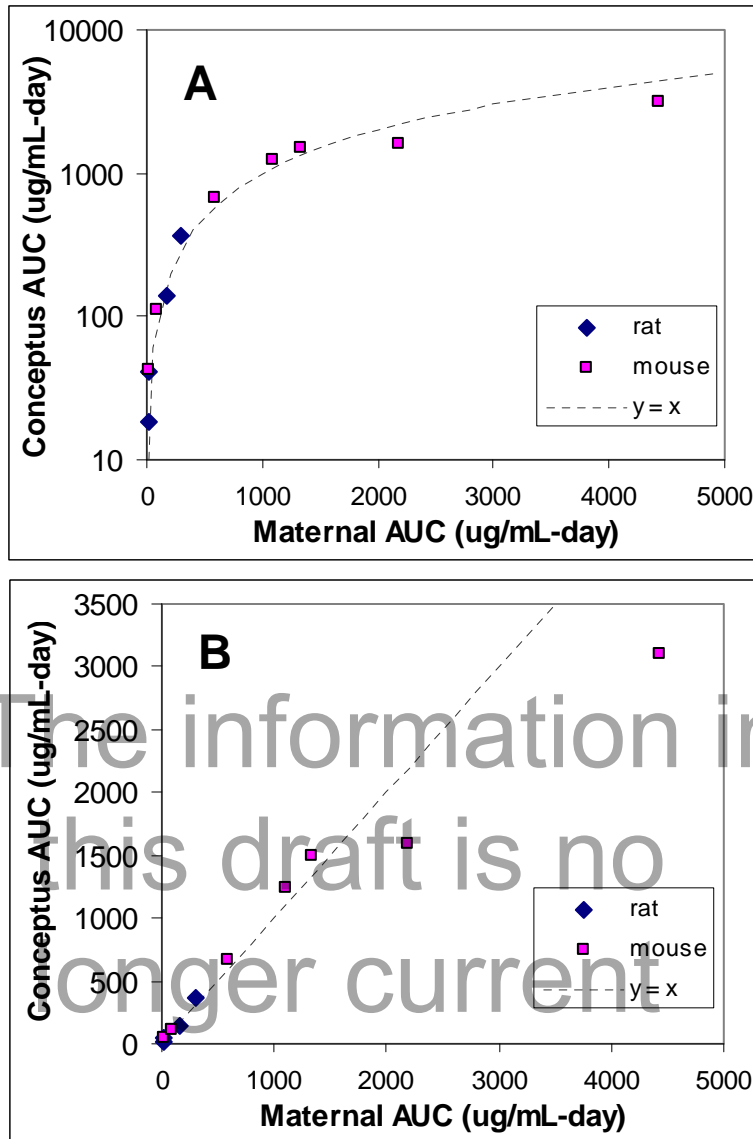 A
Conceptus AUC (ug/mL-day)
10000
1000
100
10
rat
mouse
y = x
0 1000 2000 3000 4000 5000
Maternal AUC (ug/mL-day)
B
Conceptus AUC (ug/mL-day)
3500
3000
2500
2000
1500
1000
500
0
The information in
this draft is no
longer current
rat
mouse
y = x
0 1000 2000 3000 4000 5000
Maternal AUC (ug/mL-day)